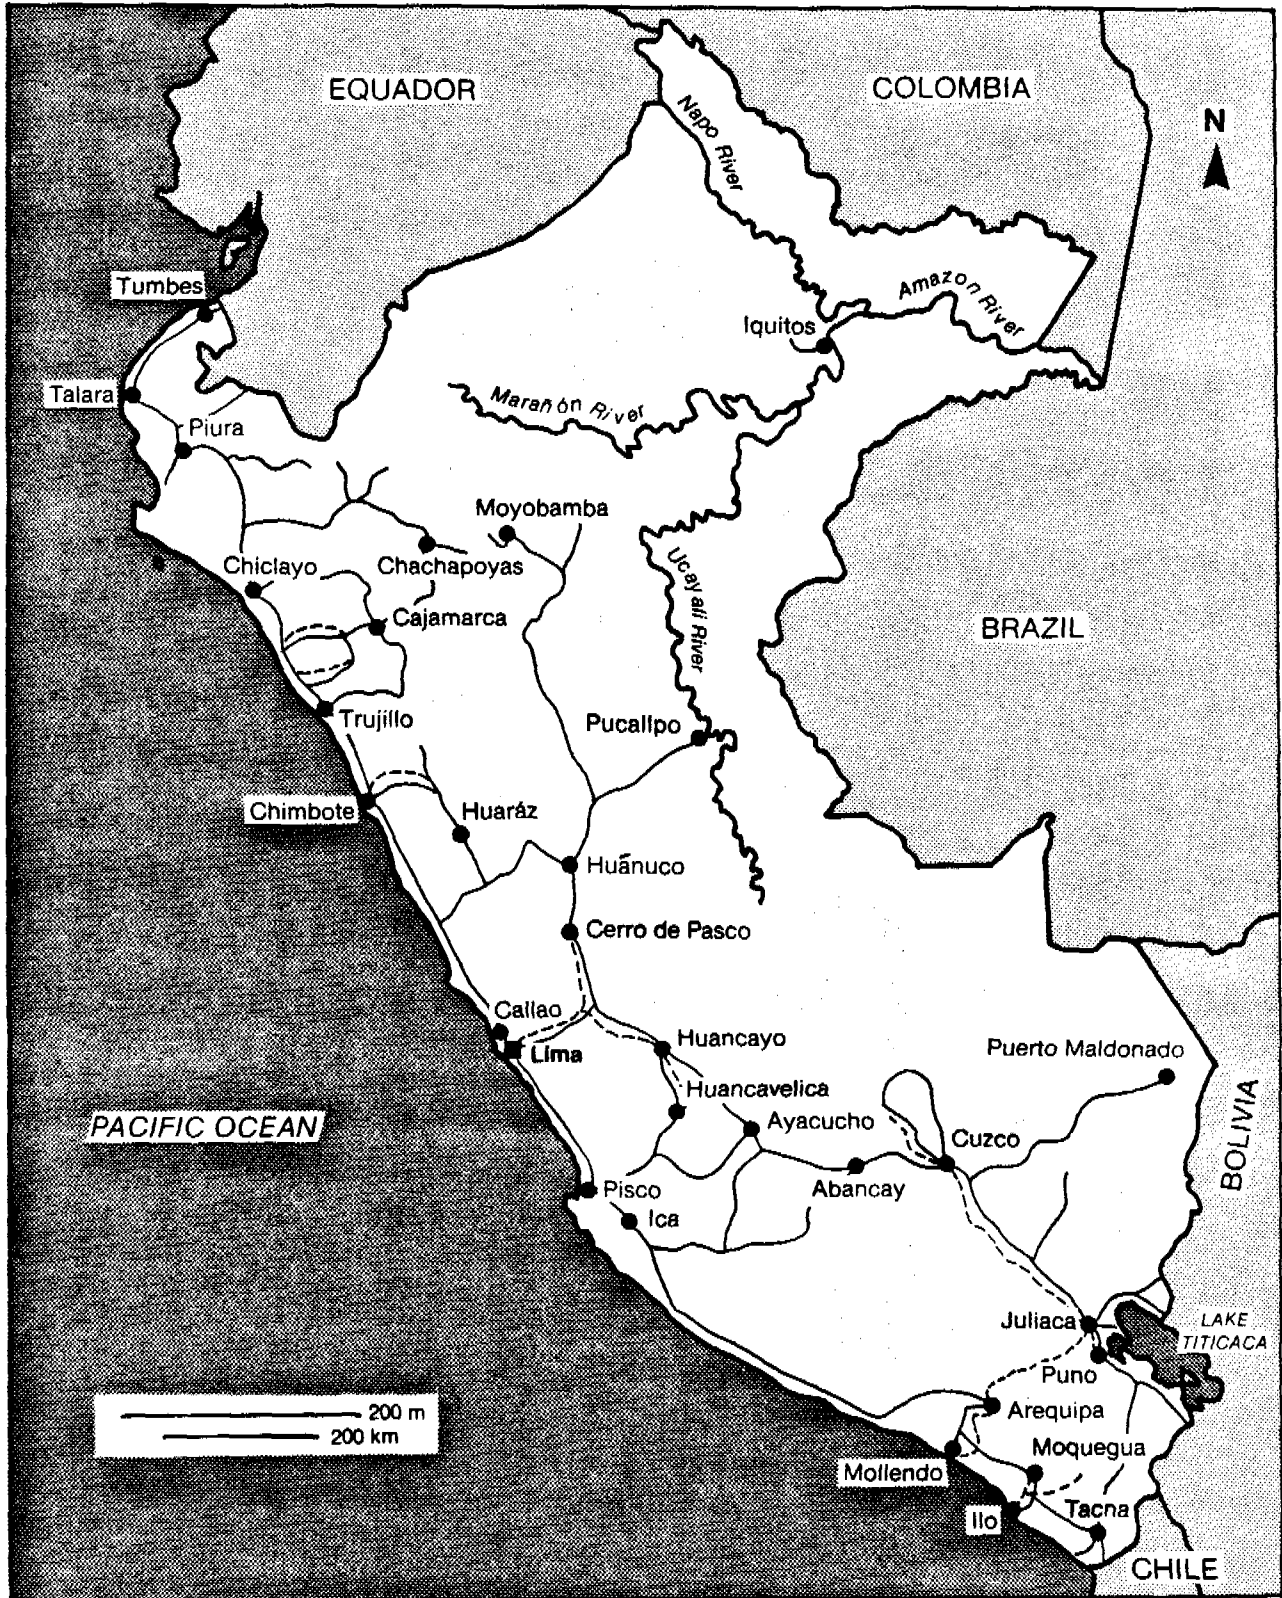 EQUADOR
COLOMBIA
N
Napo River
Tumbes
Amazon River
Iquitos
Talara
Marañón River
Piura
Moyobamba
Chiclayo
Chachapoyas
Ucayali River
Cajamarca
BRAZIL
Trujillo
Pucallpo
Chimbote
Huaráz
Huánuco
Cerro de Pasco
Callao
Lima
Huancayo
Puerto Maldonado
Huancavelica
PACIFIC OCEAN
Ayacucho
Cuzco
BOLIVIA
Abancay
Pisco
Ica
Juliaca
LAKE
TITICACA
Puno
200 m
200 km
Arequipa
Moquegua
Mollendo
Ilo
Tacna
CHILE